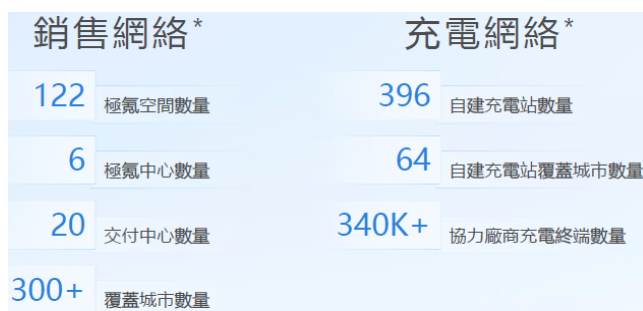 銷售網絡*
122 極氪空間數量
6 極氪中心數量
20 交付中心數量
300+ 覆蓋城市數量
充電網絡*
396 自建充電站數量
64 自建充電站覆蓋城市數量
340K+ 協力廠商充電終端數量